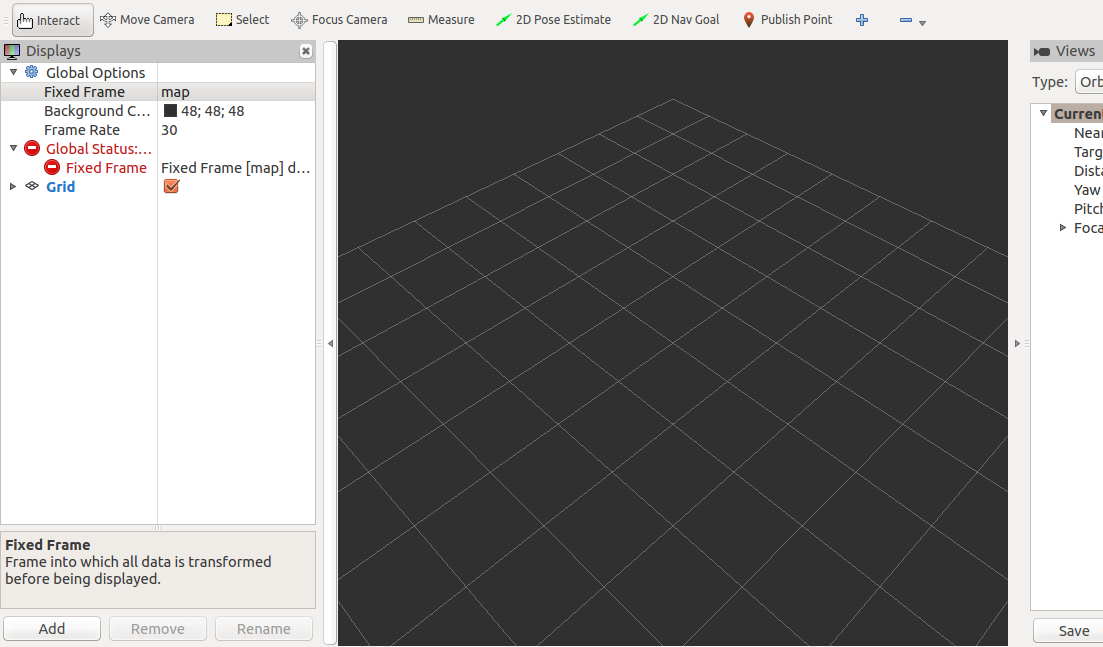 Interact Move Camera Select Focus Camera Measure 2D Pose Estimate 2D Nav Goal Publish Point
Displays
Global Options
Fixed Frame map
Background C... 48; 48; 48
Frame Rate 30
Global Status:...
Fixed Frame Fixed Frame [map] d...
Grid
Fixed Frame
Frame into which all data is transformed
before being displayed.
Add Remove Rename
Views
Type: Orb
Current
Near
Targ
Dista
Yaw
Pitch
Foca
Save